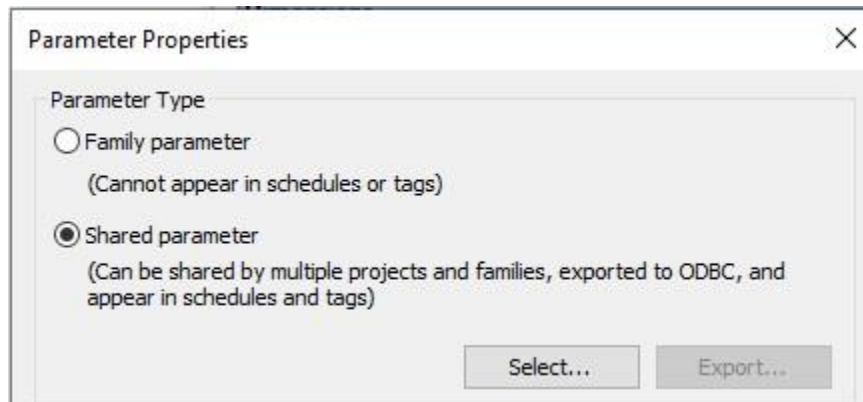 Parameter Properties
Parameter Type
Family parameter
(Cannot appear in schedules or tags)
Shared parameter
(Can be shared by multiple projects and families, exported to ODBC, and
appear in schedules and tags)
Select... Export...